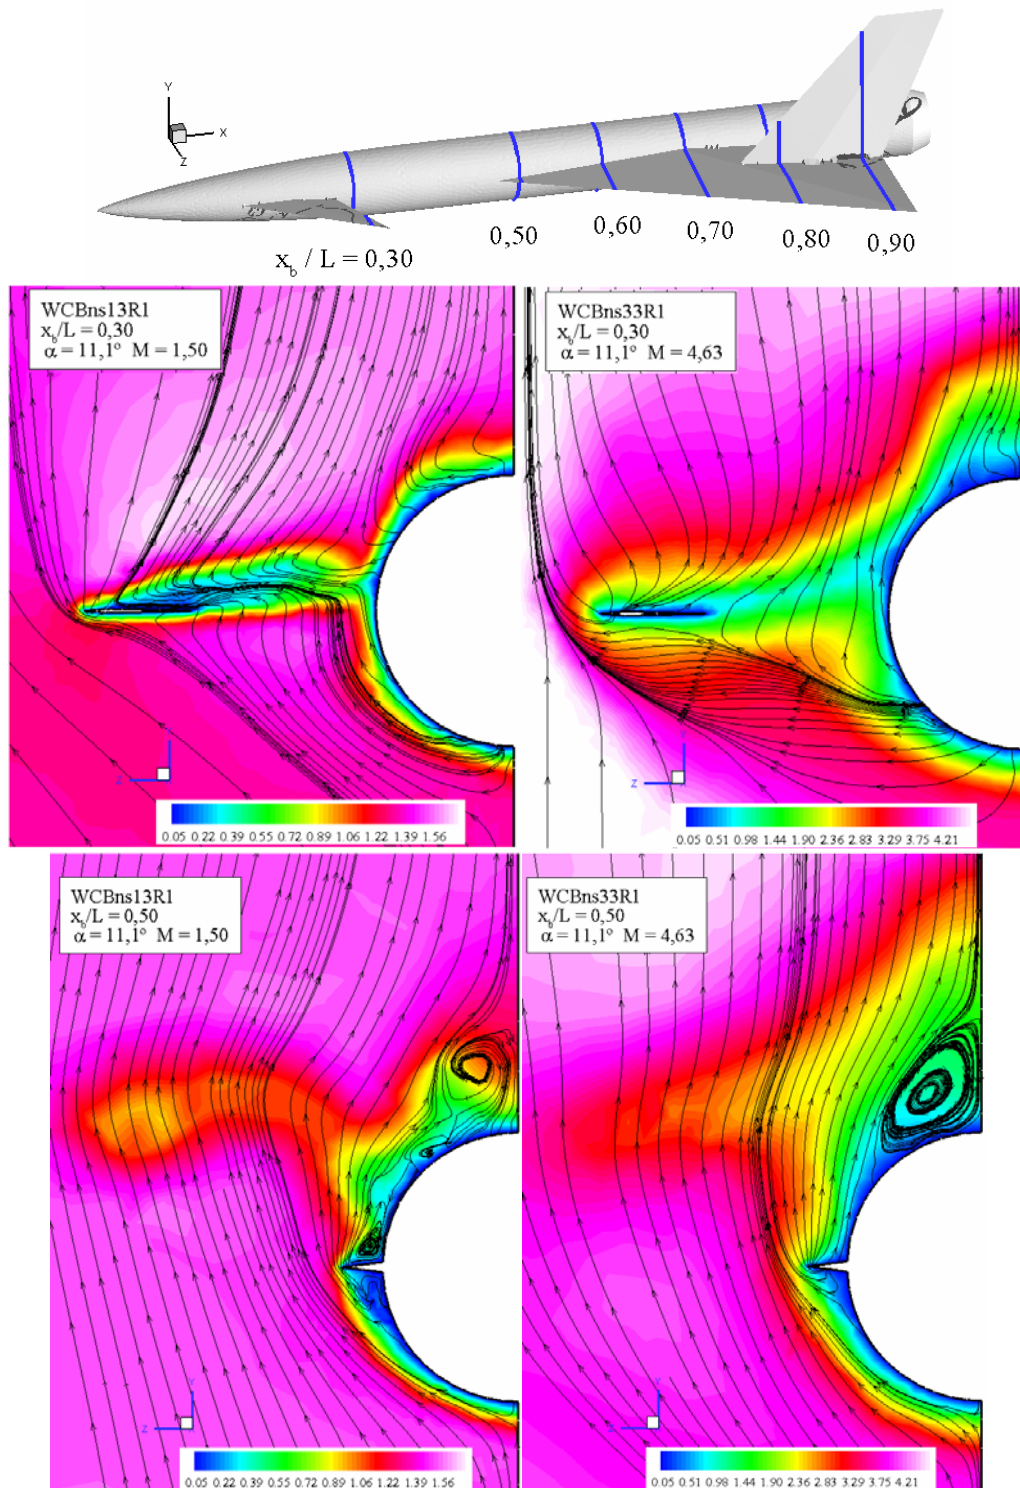 Y
X
Z
x_b / L = 0,30
0,50
0,60
0,70
0,80
0,90
WCBns13R1
x_b/L = 0,30
α = 11,1º M = 1,50
Y
Z
0.05 0.22 0.39 0.55 0.72 0.89 1.06 1.22 1.39 1.56
WCBns33R1
x_b/L = 0,30
α = 11,1º M = 4,63
Y
Z
0.05 0.51 0.98 1.44 1.90 2.36 2.83 3.29 3.75 4.21
WCBns13R1
x_b/L = 0,50
α = 11,1º M = 1,50
Y
Z
0.05 0.22 0.39 0.55 0.72 0.89 1.06 1.22 1.39 1.56
WCBns33R1
x_b/L = 0,50
α = 11,1º M = 4,63
Y
Z
0.05 0.51 0.98 1.44 1.90 2.36 2.83 3.29 3.75 4.21